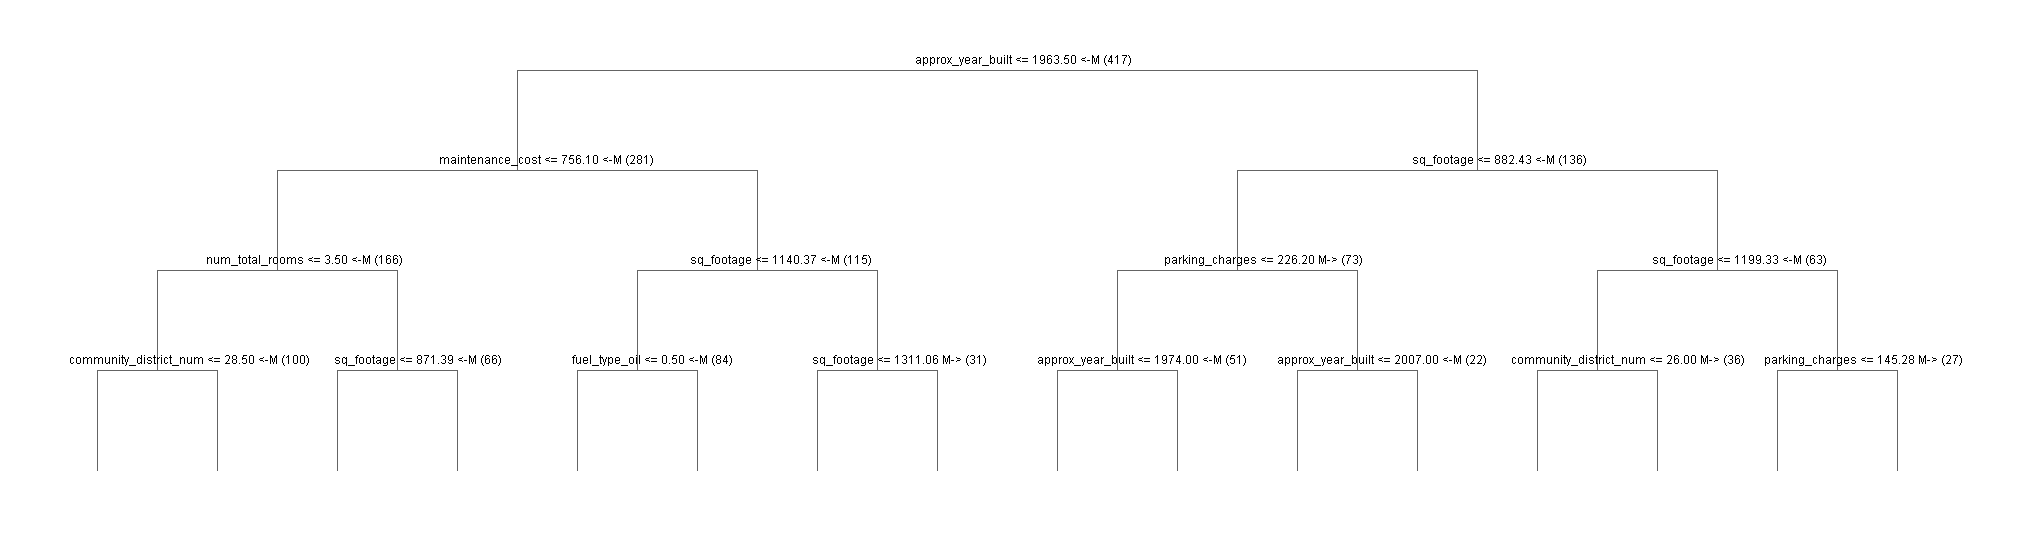 approx_year_built <= 1963.50 <-M (417)
maintenance_cost <= 756.10 <-M (281)
sq_footage <= 882.43 <-M (136)
num_total_rooms <= 3.50 <-M (166)
sq_footage <= 1140.37 <-M (115)
parking_charges <= 226.20 M-> (73)
sq_footage <= 1199.33 <-M (63)
community_district_num <= 28.50 <-M (100)
sq_footage <= 871.39 <-M (66)
fuel_type_oil <= 0.50 <-M (84)
sq_footage <= 1311.06 M-> (31)
approx_year_built <= 1974.00 <-M (51)
approx_year_built <= 2007.00 <-M (22)
community_district_num <= 26.00 M-> (36)
parking_charges <= 145.28 M-> (27)